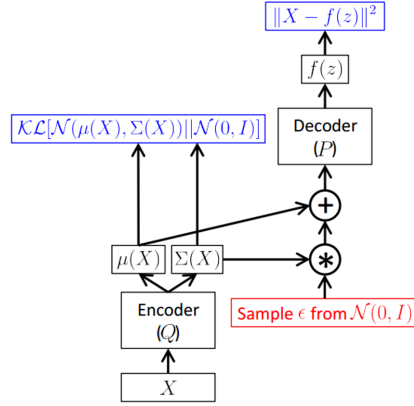 ‖X − f(z)‖²
f(z)
𝒦ℒ[𝒩(μ(X), Σ(X))||𝒩(0, I)]
Decoder
(P)
+
μ(X)
Σ(X)
*
Encoder
(Q)
Sample ϵ from 𝒩(0, I)
X